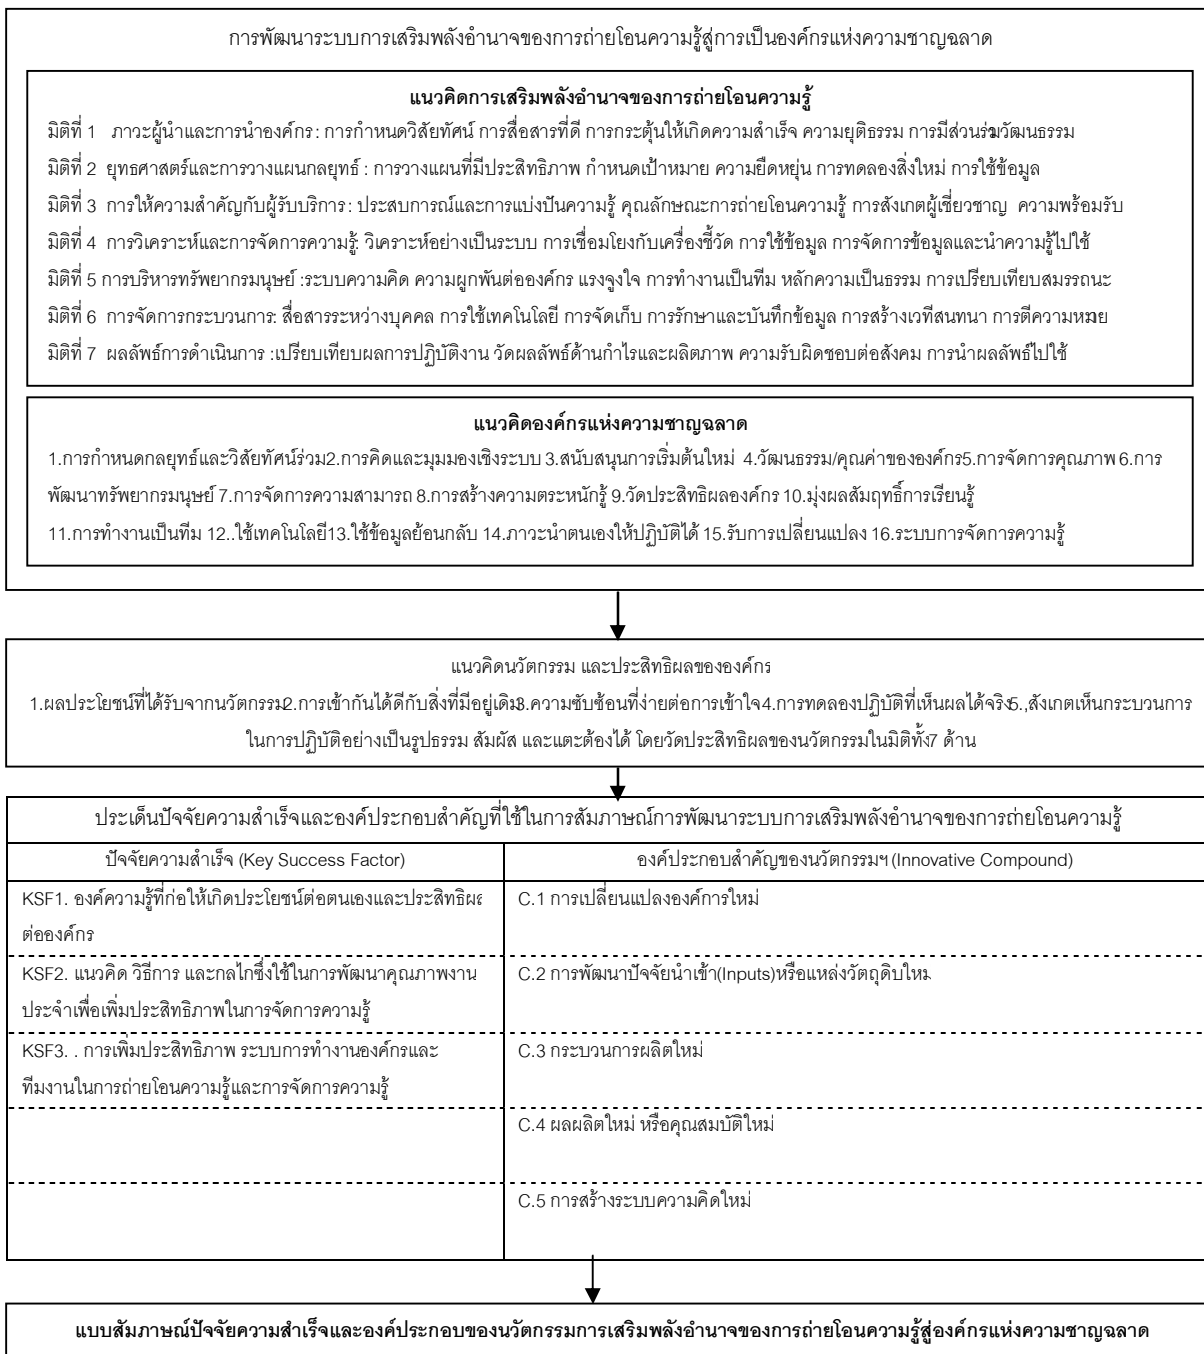 การพัฒนาระบบการเสริมพลังอำนาจของการถ่ายโอนความรู้สู่การเป็นองค์กรแห่งความชาญฉลาด
แนวคิดการเสริมพลังอำนาจของการถ่ายโอนความรู้
มิติที่ 1 ภาวะผู้นำและการนำองค์กร : การกำหนดวิสัยทัศน์ การสื่อสารที่ดี การกระตุ้นให้เกิดความสำเร็จ ความยุติธรรม การมีส่วนร่วมวัฒนธรรม
มิติที่ 2 ยุทธศาสตร์และการวางแผนกลยุทธ์ : การวางแผนที่มีประสิทธิภาพ กำหนดเป้าหมาย ความยืดหยุ่น การทดลองสิ่งใหม่ การใช้ข้อมูล
มิติที่ 3 การให้ความสำคัญกับผู้รับบริการ : ประสบการณ์และการแบ่งปันความรู้ คุณลักษณะการถ่ายโอนความรู้ การสังเกตผู้เชี่ยวชาญ ความพร้อมรับ
มิติที่ 4 การวิเคราะห์และการจัดการความรู้: วิเคราะห์อย่างเป็นระบบ การเชื่อมโยงกับเครื่องชี้วัด การใช้ข้อมูล การจัดการข้อมูลและนำความรู้ไปใช้
มิติที่ 5 การบริหารทรัพยากรมนุษย์ :ระบบความคิด ความผูกพันต่อองค์กร แรงจูงใจ การทำงานเป็นทีม หลักความเป็นธรรม การเปรียบเทียบสมรรถนะ
มิติที่ 6 การจัดการกระบวนการ: สื่อสารระหว่างบุคคล การใช้เทคโนโลยี การจัดเก็บ การรักษาและบันทึกข้อมูล การสร้างเวทีสนทนา การตีความหมาย
มิติที่ 7 ผลลัพธ์การดำเนินการ :เปรียบเทียบผลการปฏิบัติงาน วัดผลลัพธ์ด้านกำไรและผลิตภาพ ความรับผิดชอบต่อสังคม การนำผลลัพธ์ไปใช้
แนวคิดองค์กรแห่งความชาญฉลาด
1.การกำหนดกลยุทธ์และวิสัยทัศน์ร่วม2.การคิดและมุมมองเชิงระบบ 3.สนับสนุนการเริ่มต้นใหม่ 4.วัฒนธรรม/คุณค่าขององค์กร5.การจัดการคุณภาพ 6.การ
พัฒนาทรัพยากรมนุษย์ 7.การจัดการความสามารถ 8.การสร้างความตระหนักรู้ 9.วัดประสิทธิผลองค์กร 10.มุ่งผลสัมฤทธิ์การเรียนรู้
11.การทำงานเป็นทีม 12..ใช้เทคโนโลยี13.ใช้ข้อมูลย้อนกลับ 14.ภาวะนำตนเองให้ปฏิบัติได้ 15.รับการเปลี่ยนแปลง 16.ระบบการจัดการความรู้
แนวคิดนวัตกรรม และประสิทธิผลขององค์กร
1.ผลประโยชน์ที่ได้รับจากนวัตกรรม2.การเข้ากันได้ดีกับสิ่งที่มีอยู่เดิม3.ความซับซ้อนที่ง่ายต่อการเข้าใจ4.การทดลองปฏิบัติที่เห็นผลได้จริง5.,สังเกตเห็นกระบวนการ
ในการปฏิบัติอย่างเป็นรูปธรรม สัมผัส และแตะต้องได้ โดยวัดประสิทธิผลของนวัตกรรมในมิติทั้ง7 ด้าน
ประเด็นปัจจัยความสำเร็จและองค์ประกอบสำคัญที่ใช้ในการสัมภาษณ์การพัฒนาระบบการเสริมพลังอำนาจของการถ่ายโอนความรู้
ปัจจัยความสำเร็จ (Key Success Factor)
องค์ประกอบสำคัญของนวัตกรรมฯ (Innovative Compound)
KSF1. องค์ความรู้ที่ก่อให้เกิดประโยชน์ต่อตนเองและประสิทธิผล
ต่อองค์กร
C.1 การเปลี่ยนแปลงองค์การใหม่
KSF2. แนวคิด วิธีการ และกลไกซึ่งใช้ในการพัฒนาคุณภาพงาน
ประจำเพื่อเพิ่มประสิทธิภาพในการจัดการความรู้
C.2 การพัฒนาปัจจัยนำเข้า(Inputs)หรือแหล่งวัตถุดิบใหม่
KSF3. . การเพิ่มประสิทธิภาพ ระบบการทำงานองค์กรและ
ทีมงานในการถ่ายโอนความรู้และการจัดการความรู้
C.3 กระบวนการผลิตใหม่
C.4 ผลผลิตใหม่ หรือคุณสมบัติใหม่
C.5 การสร้างระบบความคิดใหม่
แบบสัมภาษณ์ปัจจัยความสำเร็จและองค์ประกอบของนวัตกรรมการเสริมพลังอำนาจของการถ่ายโอนความรู้สู่องค์กรแห่งความชาญฉลาด